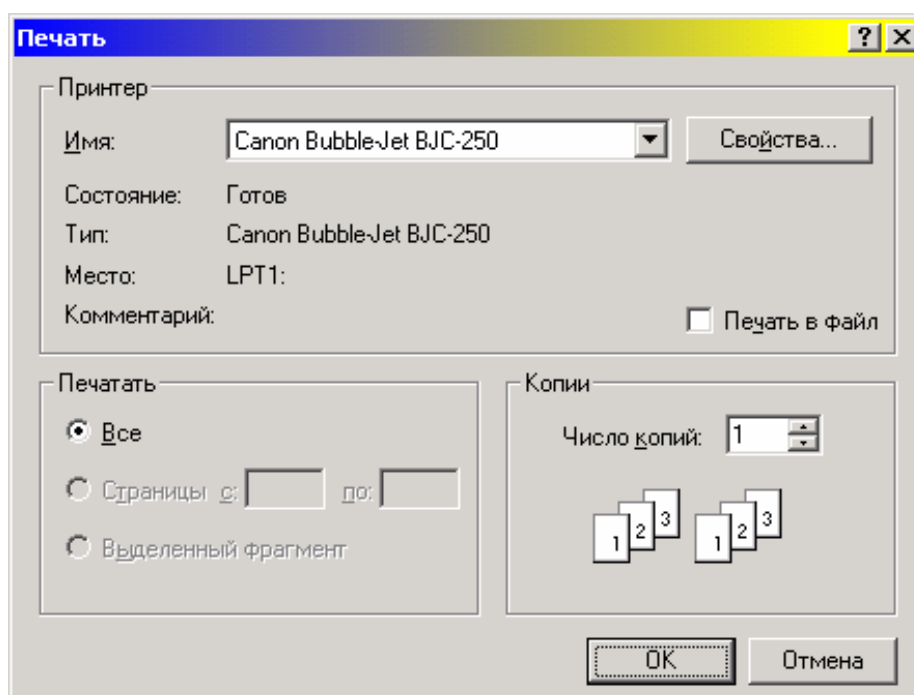 Печать
Принтер
Имя: Canon Bubble-Jet BJC-250 Свойства...
Состояние: Готов
Тип: Canon Bubble-Jet BJC-250
Место: LPT1:
Комментарий: Печать в файл
Печатать
Все
Страницы с: по:
Выделенный фрагмент
Копии
Число копий: 1
1 2 3 1 2 3
OK Отмена